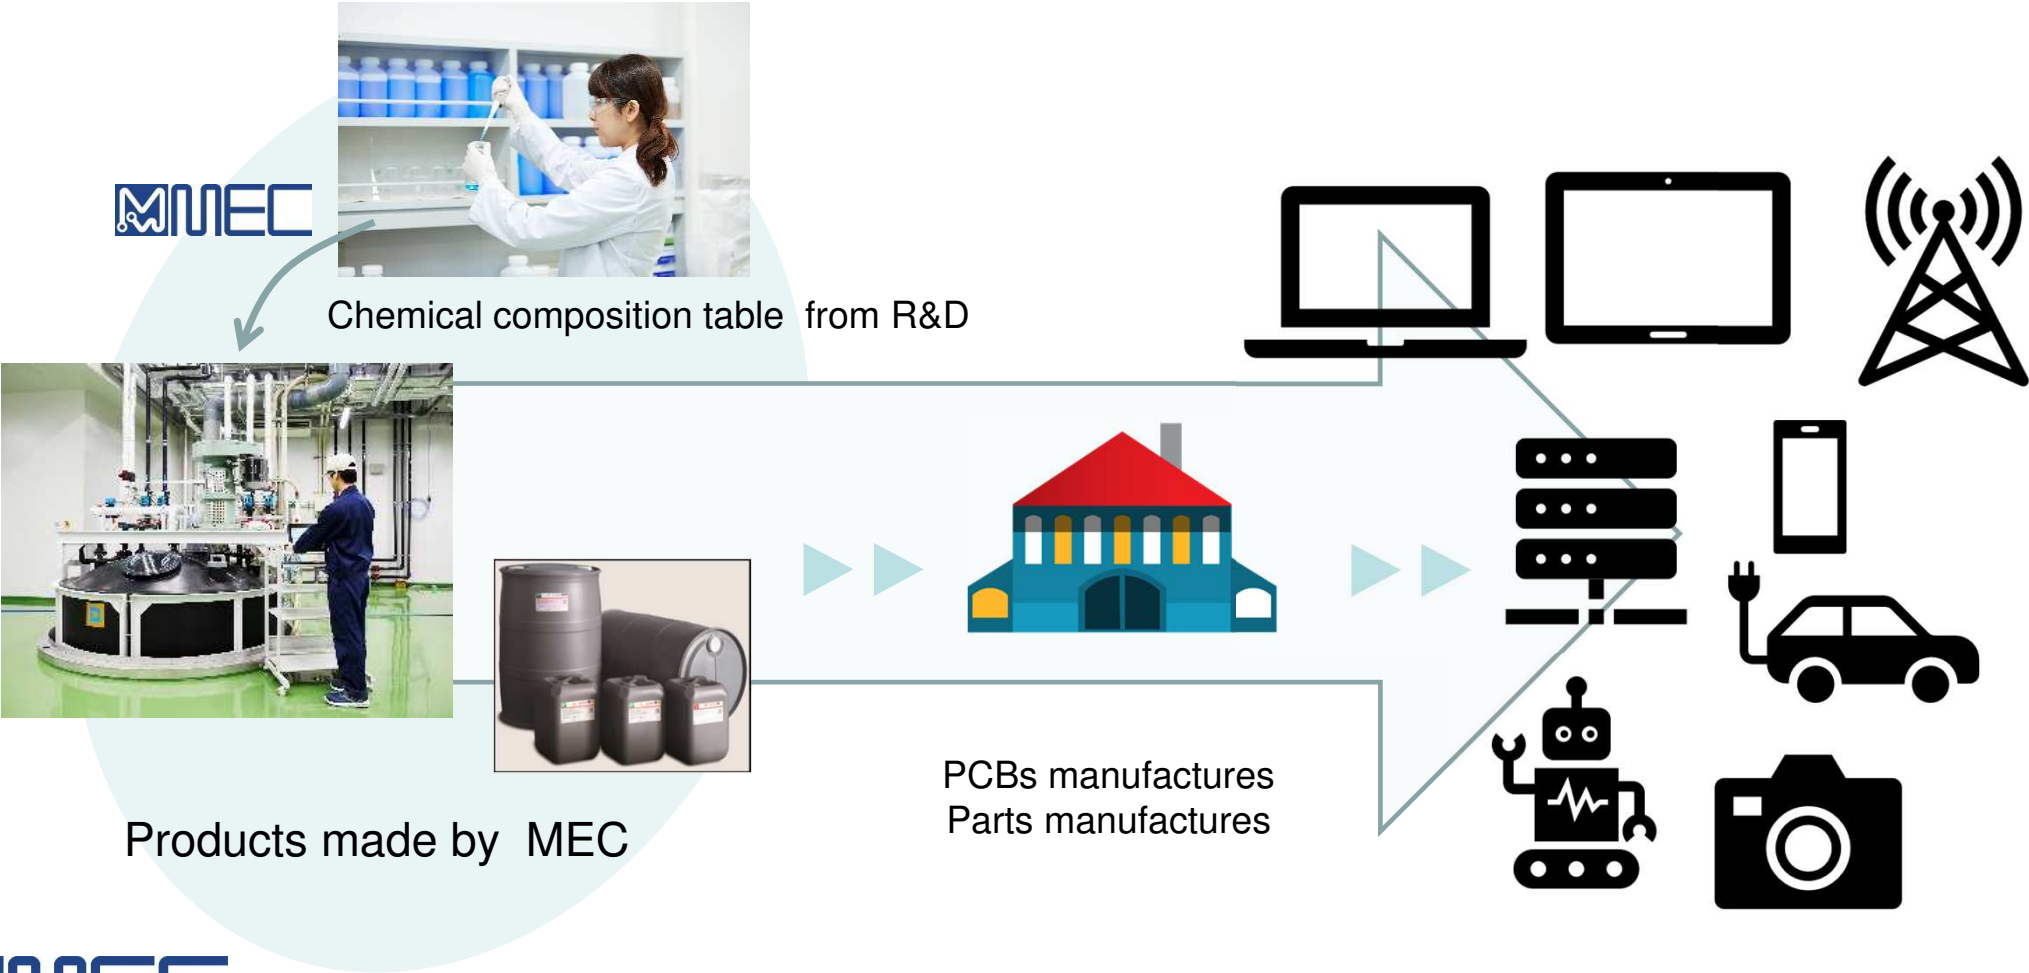 MEC
Chemical composition table from R&D
Products made by MEC
PCBs manufactures
Parts manufactures